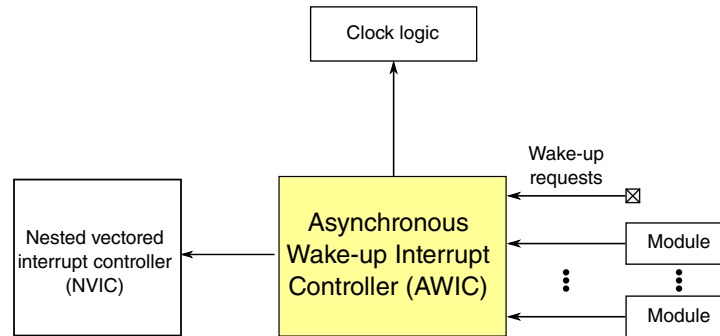 Clock logic
Wake-up
requests
Nested vectored
interrupt controller
(NVIC)
Asynchronous
Wake-up Interrupt
Controller (AWIC)
Module
Module